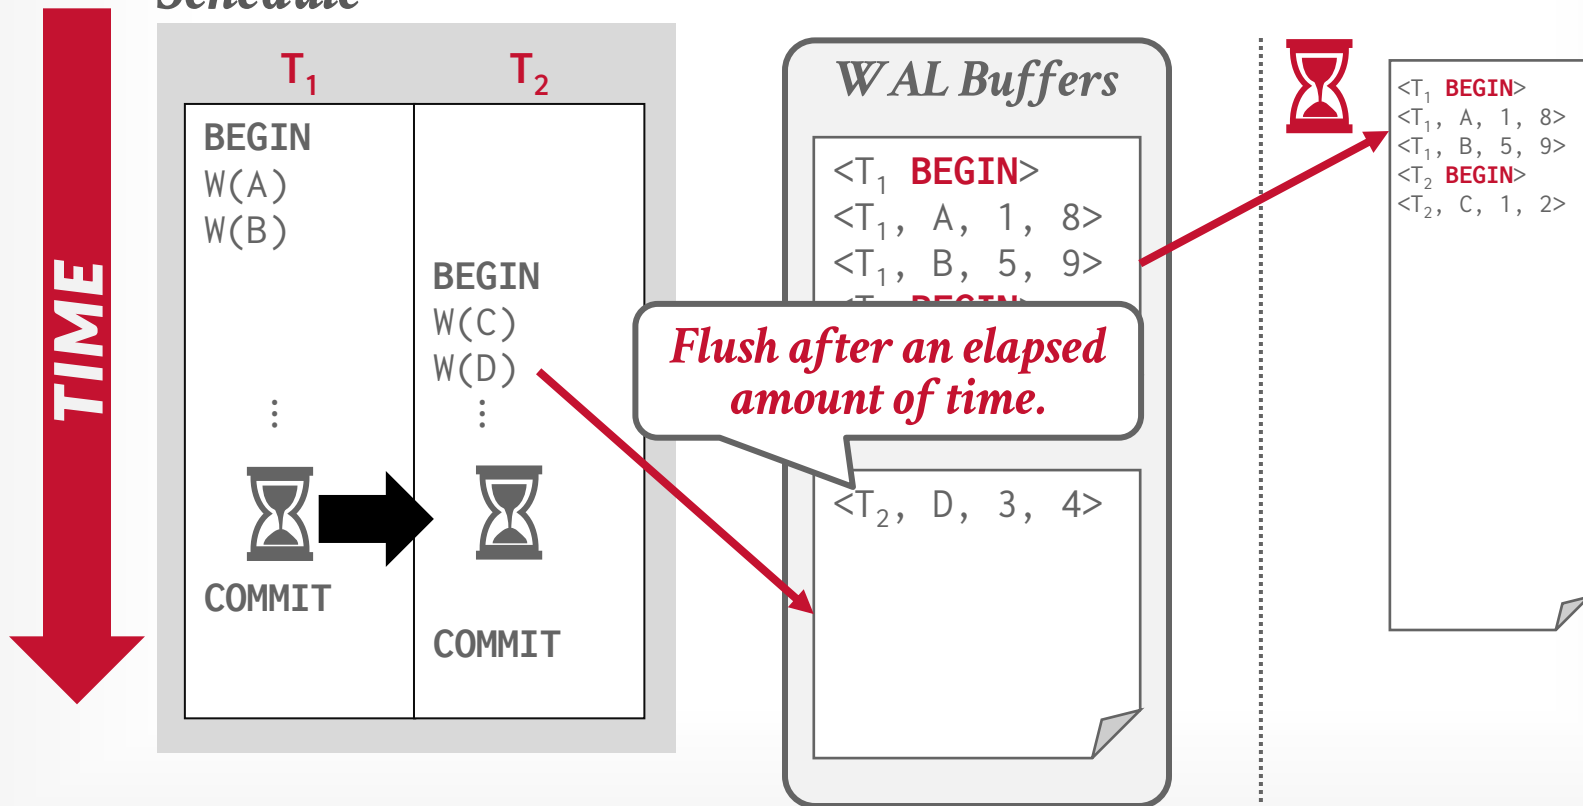 Schedule
TIME
T₁ T₂
BEGIN
W(A)
W(B)
⋮
COMMIT
BEGIN
W(C)
W(D)
⋮
COMMIT
WAL Buffers
<T₁ BEGIN>
<T₁, A, 1, 8>
<T₁, B, 5, 9>
BEGIN>
Flush after an elapsed
amount of time.
<T₂, D, 3, 4>
<T₁ BEGIN>
<T₁, A, 1, 8>
<T₁, B, 5, 9>
<T₂ BEGIN>
<T₂, C, 1, 2>